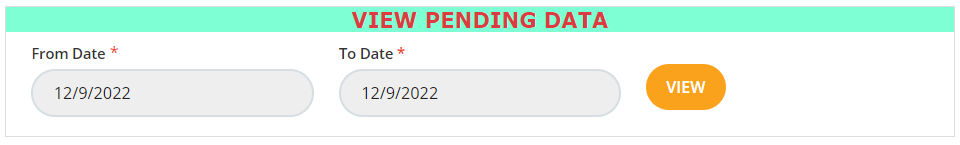 VIEW PENDING DATA
From Date * To Date *
12/9/2022 12/9/2022 VIEW